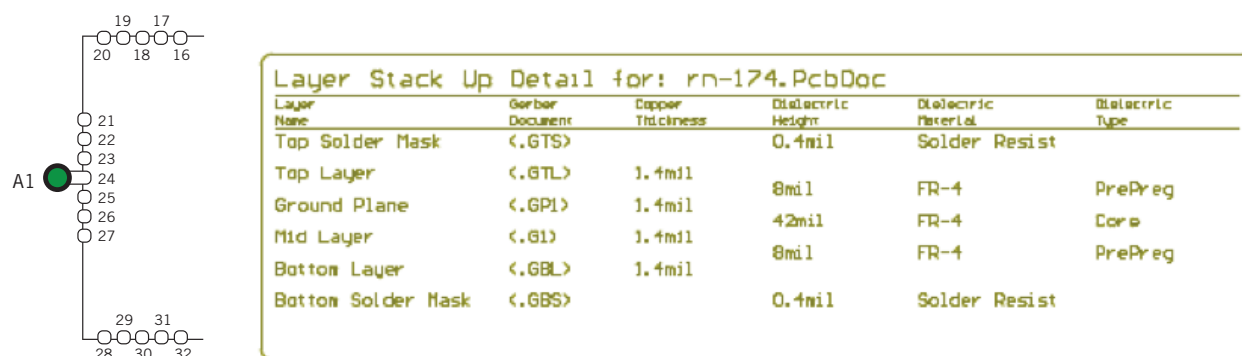 19 17
20 18 16
21
22
23
A1 24
25
26
27
29 31
28 30 32
Layer Stack Up Detail for: rn-174.PcbDoc
Layer Name Gerber Document Copper Thickness Dielectric Height Dielectric Material Dielectric Type
Top Solder Mask (.GTS) 0.4mil Solder Resist
Top Layer (.GTL) 1.4mil
8mil FR-4 PrePreg
Ground Plane (.GP1) 1.4mil
42mil FR-4 Core
Mid Layer (.G1) 1.4mil
8mil FR-4 PrePreg
Bottom Layer (.GBL) 1.4mil
Bottom Solder Mask (.GBS) 0.4mil Solder Resist